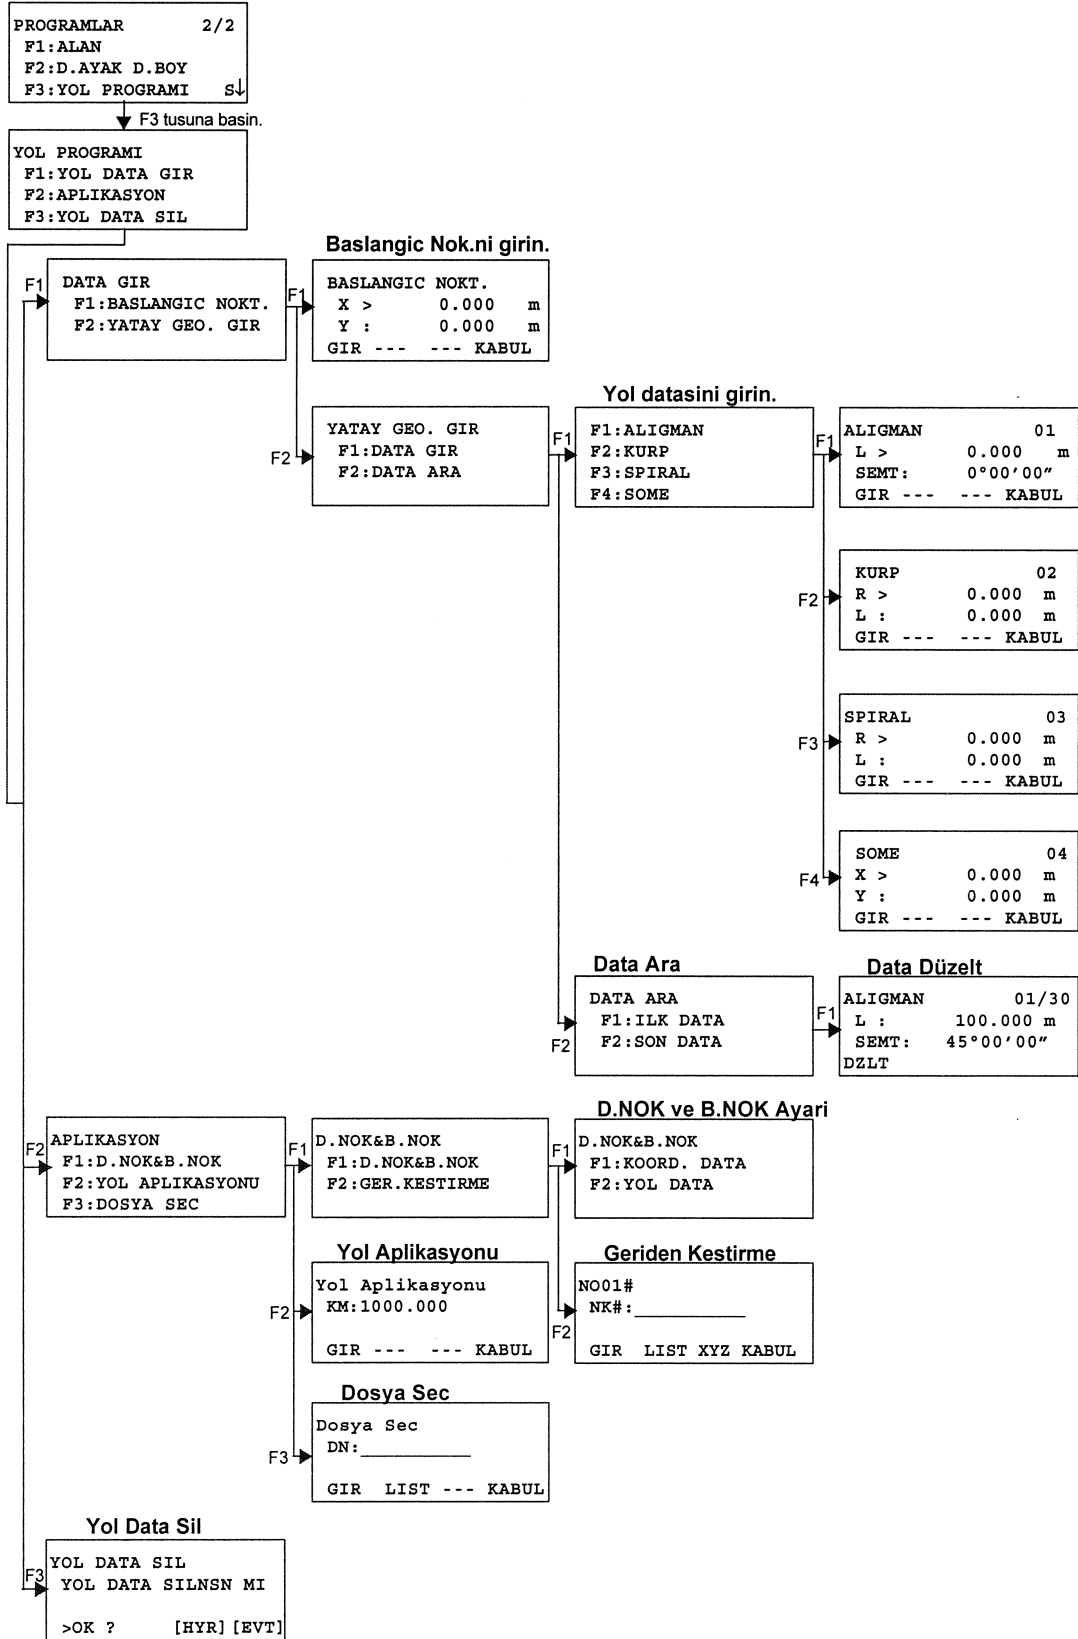 PROGRAMLAR 2/2
F1:ALAN
F2:D.AYAK D.BOY
F3:YOL PROGRAMI S↓
F3 tusuna basin.
YOL PROGRAMI
F1:YOL DATA GIR
F2:APLIKASYON
F3:YOL DATA SIL
F1
DATA GIR
F1:BASLANGIC NOKT.
F2:YATAY GEO. GIR
F1
Baslangic Nok.ni girin.
BASLANGIC NOKT.
X > 0.000 m
Y : 0.000 m
GIR --- --- KABUL
F2
YATAY GEO. GIR
F1:DATA GIR
F2:DATA ARA
F1
Yol datasini girin.
F1:ALIGMAN
F2:KURP
F3:SPIRAL
F4:SOME
F1
ALIGMAN 01
L > 0.000 m
SEMT: 0°00'00"
GIR --- --- KABUL
F2
KURP 02
R > 0.000 m
L : 0.000 m
GIR --- --- KABUL
F3
SPIRAL 03
R > 0.000 m
L : 0.000 m
GIR --- --- KABUL
F4
SOME 04
X > 0.000 m
Y : 0.000 m
GIR --- --- KABUL
F2
Data Ara
DATA ARA
F1:ILK DATA
F2:SON DATA
F1
Data Düzelt
ALIGMAN 01/30
L : 100.000 m
SEMT: 45°00'00"
DZLT
F2
APLIKASYON
F1:D.NOK&B.NOK
F2:YOL APLIKASYONU
F3:DOSYA SEC
F1
D.NOK&B.NOK
F1:D.NOK&B.NOK
F2:GER.KESTIRME
F1
D.NOK ve B.NOK Ayari
D.NOK&B.NOK
F1:KOORD. DATA
F2:YOL DATA
F2
Yol Aplikasyonu
Yol Aplikasyonu
KM:1000.000
GIR --- --- KABUL
F2
Geriden Kestirme
NO01#
NK#:___________
GIR LIST XYZ KABUL
F3
Dosya Sec
Dosya Sec
DN:___________
GIR LIST --- KABUL
F3
Yol Data Sil
YOL DATA SIL
YOL DATA SILNSN MI
>OK ? [HYR][EVT]